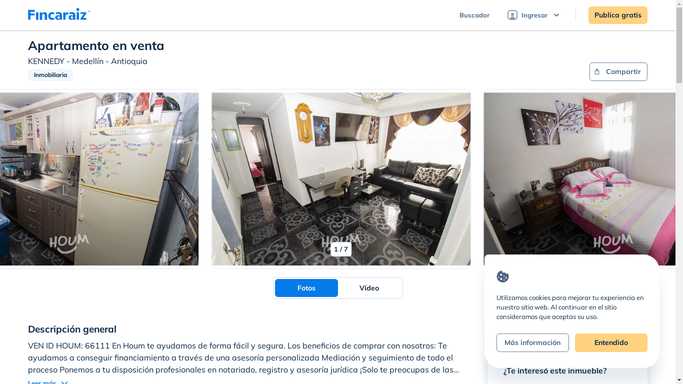 Fincaraiz
Buscador
Ingresar
Publica gratis
Apartamento en venta
KENNEDY - Medellín - Antioquia
Inmobiliaria
Compartir
HOUM
HOUM
HOUM
1 / 7
Fotos
Video
Utilizamos cookies para mejorar tu experiencia en
nuestro sitio web. Al continuar en el sitio
consideramos que aceptas su uso.
Más información
Entendido
Descripción general
VEN ID HOUM: 66111 En Houm te ayudamos de forma fácil y segura. Los beneficios de comprar con nosotros: Te
ayudamos a conseguir financiamiento a través de una asesoría personalizada Mediación y seguimiento de todo el
proceso Ponemos a tu disposición profesionales en notariado, registro y asesoría jurídica ¡Solo te preocupas de las...
Leer más
¿Te interesó este inmueble?